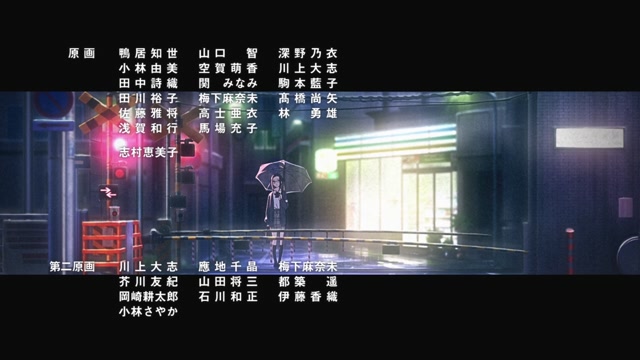 原画 鴨居知世 山口智 深野乃衣
小林由美 空賀萌香 川上大志
田中詩織 関みなみ 駒本藍子
田川裕子 梅下麻奈未 髙橋尚矢
佐藤雅将 高士亜衣 林勇雄
浅賀和行 馬場充子
志村恵美子
第二原画 川上大志 應地千晶 梅下麻奈未
芥川友紀 山田将三 都築遥
岡崎耕太郎 石川和正 伊藤香織
小林さやか